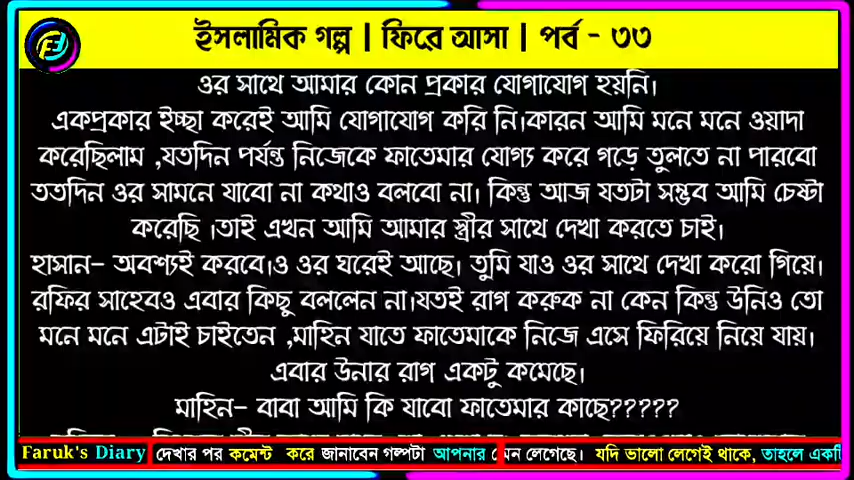 ইসলামিক গল্প | ফিরে আসা | পর্ব - ৩৩
ওর সাথে আমার কোন প্রকার যোগাযোগ হয়নি।
একপ্রকার ইচ্ছা করেই আমি যোগাযোগ করি নি।কারন আমি মনে মনে ওয়াদা
করেছিলাম ,যতদিন পর্যন্ত নিজেকে ফাতেমার যোগ্য করে গড়ে তুলতে না পারবো
ততদিন ওর সামনে যাবো না কথাও বলবো না। কিন্তু আজ যতটা সম্ভব আমি চেষ্টা
করেছি ।তাই এখন আমি আমার স্ত্রীর সাথে দেখা করতে চাই।
হাসান- অবশ্যই করবে।ও ওর ঘরেই আছে। তুমি যাও ওর সাথে দেখা করো গিয়ে।
রফির সাহেবও এবার কিছু বললেন না।যতই রাগ করুক না কেন কিন্তু উনিও তো
মনে মনে এটাই চাইতেন ,মাহিন যাতে ফাতেমাকে নিজে এসে ফিরিয়ে নিয়ে যায়।
এবার উনার রাগ একটু কমেছে।
মাহিন- বাবা আমি কি যাবো ফাতেমার কাছে?????
Faruk's Diary দেখার পর কমেন্ট করে জানাবেন গল্পটা আপনার লেগেছে। যদি ভালো লেগেই থাকে, তাহলে